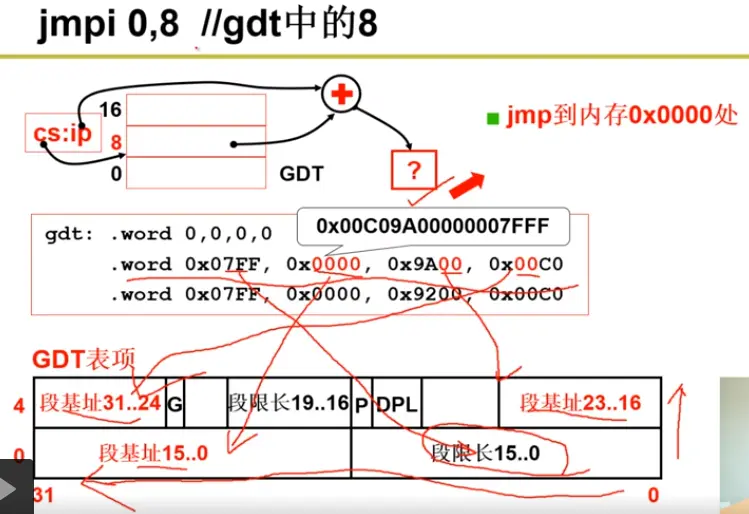 jmpi 0,8 //gdt中的8
16
cs:ip
8
0
GDT
?
jmp到内存0x0000处
0x00C09A00000007FFF
gdt: .word 0,0,0,0
.word 0x07FF, 0x0000, 0x9A00, 0x00C0
.word 0x07FF, 0x0000, 0x9200, 0x00C0
GDT表项
4 段基址31..24 G 段限长19..16 P DPL 段基址23..16
0 段基址15..0 段限长15..0
31 0